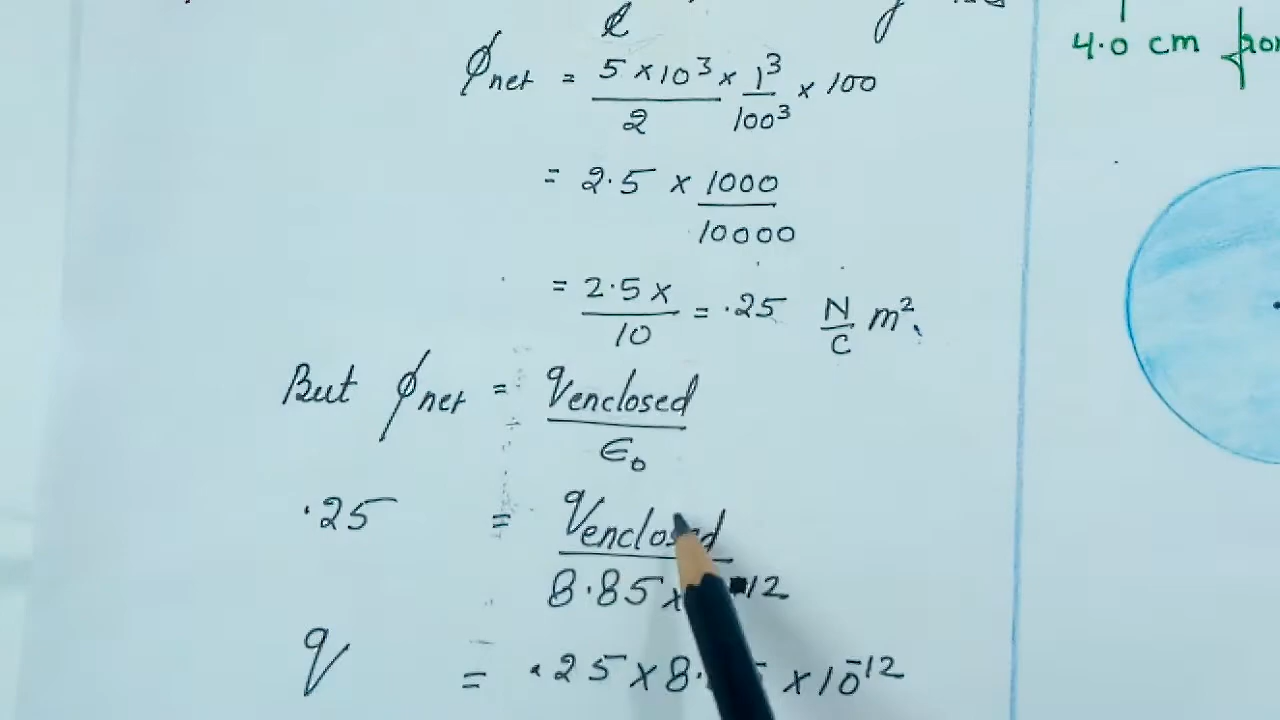 4.0 cm
ϕnet = 5×10³/2 × 1³/100³ × 100
= 2.5 × 1000/10000
= 2.5 ×/10 = .25 N/C m².
But ϕnet = qenclosed/ϵ₀
.25 = qenclosed/8.85× -12
q = .25×8. ×10⁻¹²